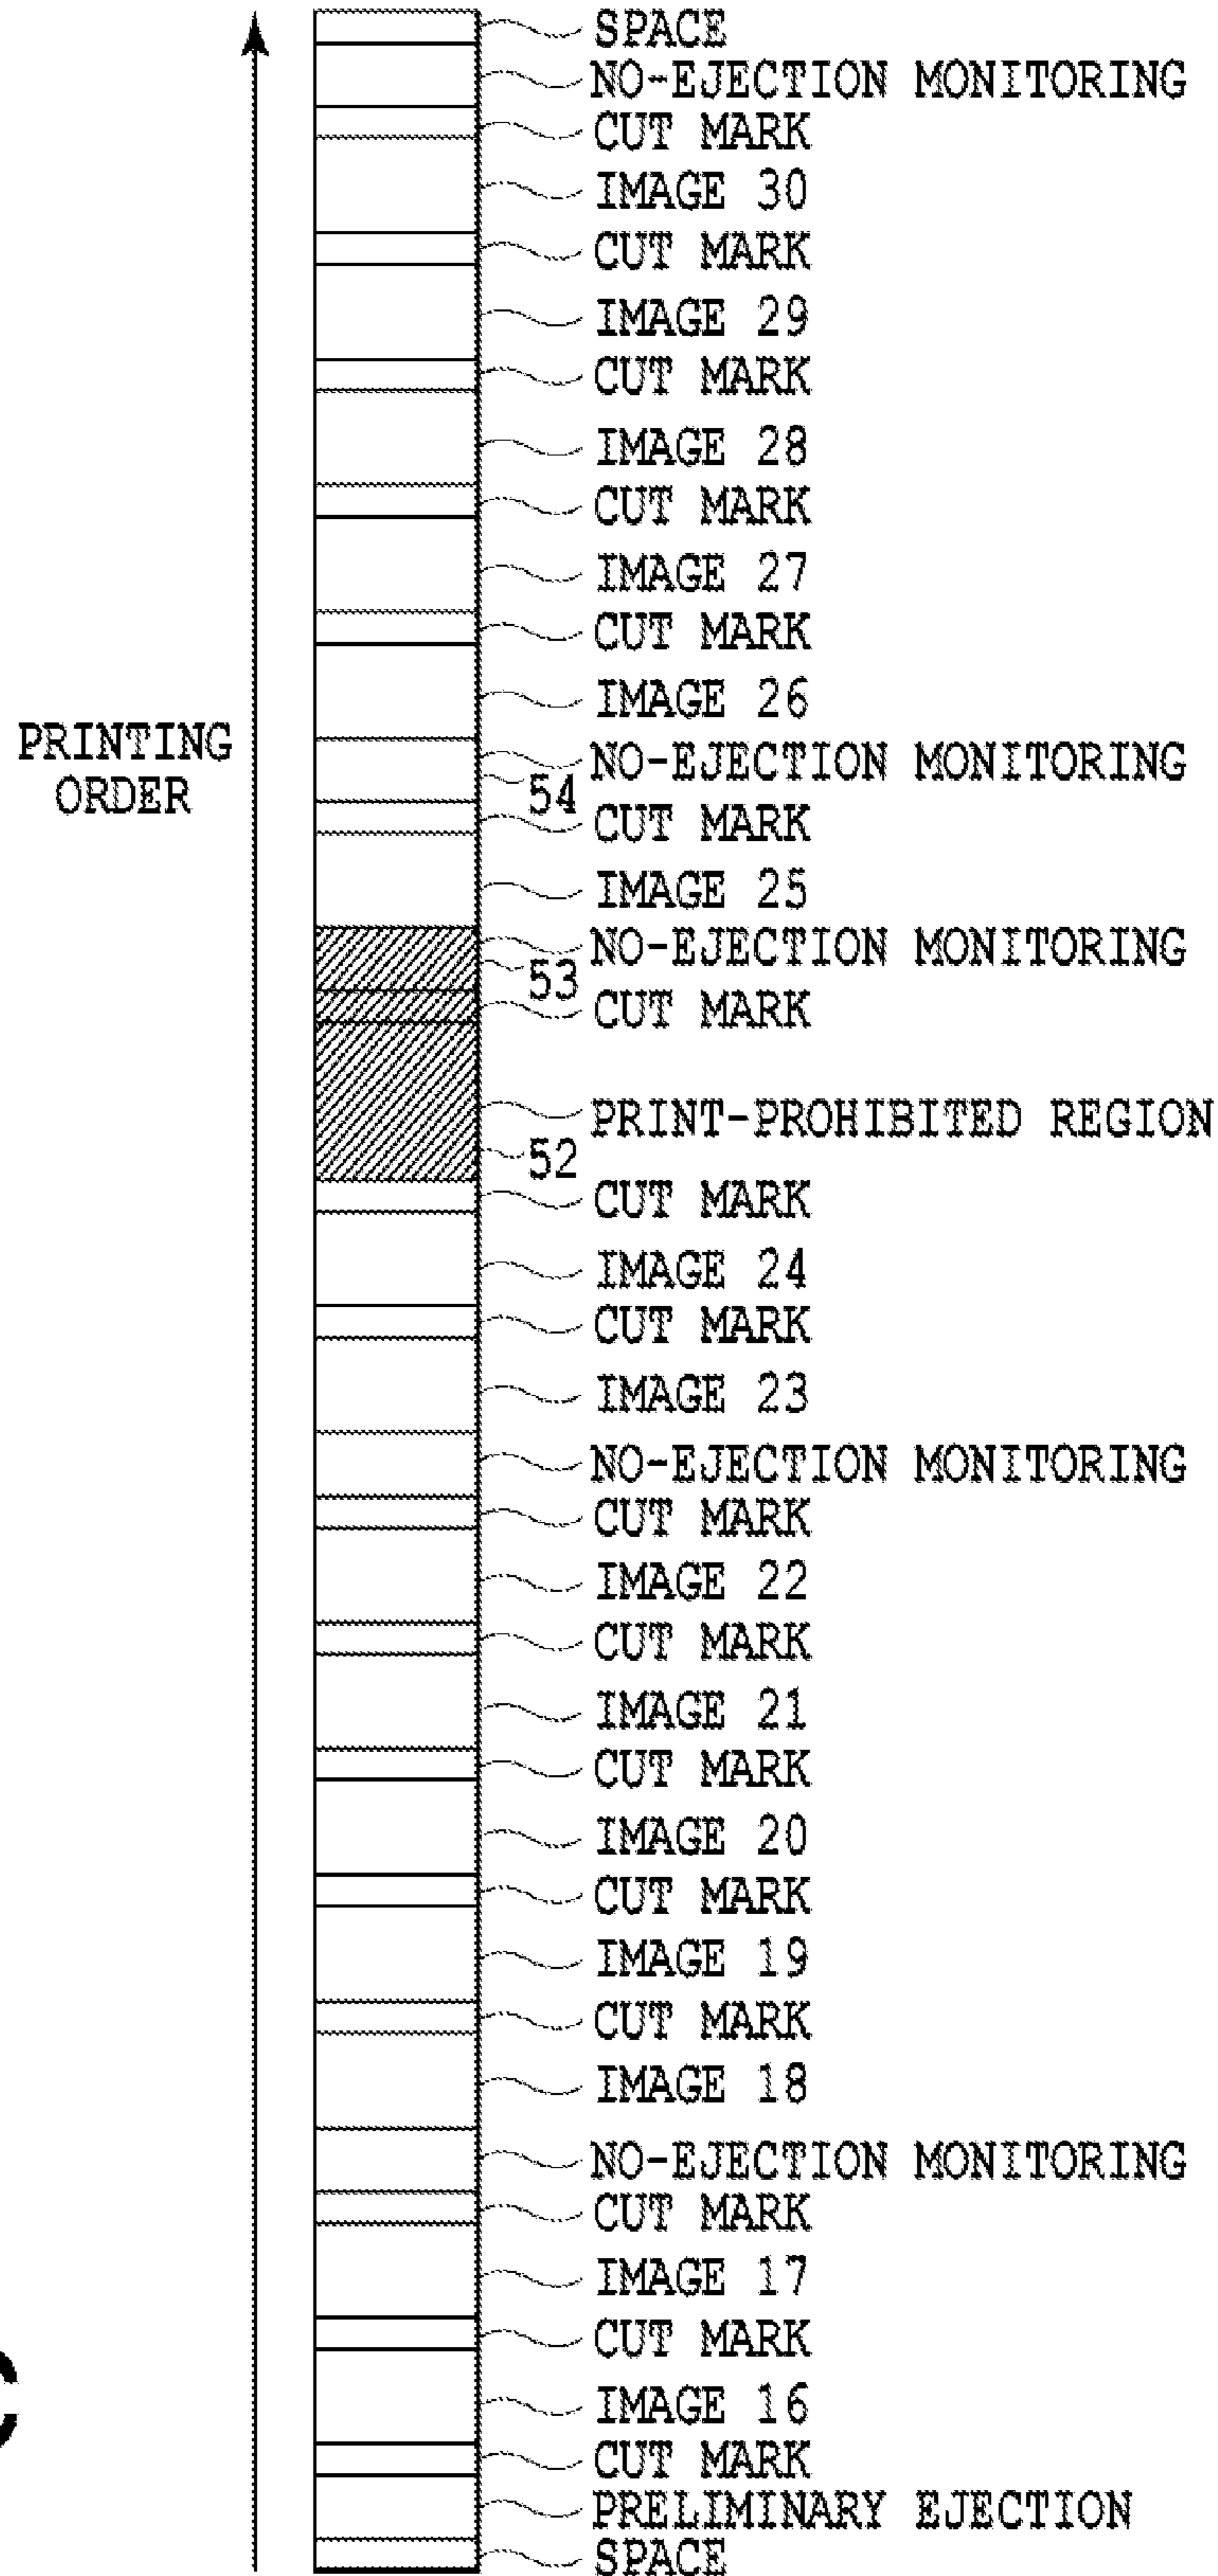 SPACE
NO-EJECTION MONITORING
CUT MARK
IMAGE 30
CUT MARK
IMAGE 29
CUT MARK
IMAGE 28
CUT MARK
IMAGE 27
CUT MARK
IMAGE 26
PRINTING
ORDER
NO-EJECTION MONITORING
54
CUT MARK
IMAGE 25
NO-EJECTION MONITORING
53
CUT MARK
PRINT-PROHIBITED REGION
52
CUT MARK
IMAGE 24
CUT MARK
IMAGE 23
NO-EJECTION MONITORING
CUT MARK
IMAGE 22
CUT MARK
IMAGE 21
CUT MARK
IMAGE 20
CUT MARK
IMAGE 19
CUT MARK
IMAGE 18
NO-EJECTION MONITORING
CUT MARK
IMAGE 17
CUT MARK
IMAGE 16
CUT MARK
PRELIMINARY EJECTION
SPACE